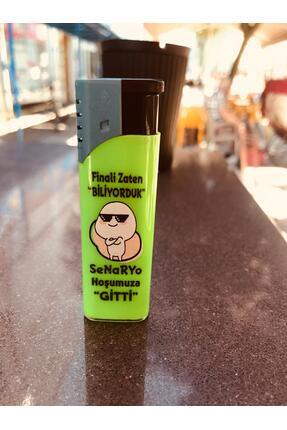 Finali Zaten
"BİLİYORDUK"
SeNaRYo
Hoşumuza
"GİTTİ"